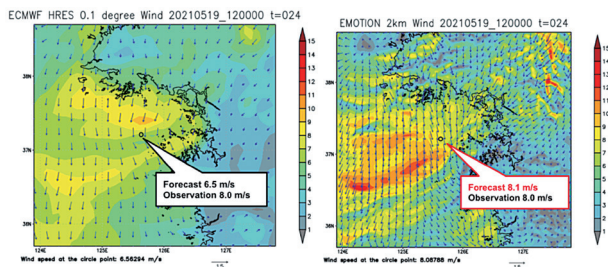 ECMWF HRES 0.1 degree Wind 20210519_120000 t=024
38N
37N
36N
124E
125E
126E
127E
15
14
13
12
11
10
9
8
7
6
5
4
3
2
1
Forecast 6.5 m/s
Observation 8.0 m/s
Wind speed at the circle point: 6.56294 m/s
EMOTION 2km Wind 20210519_120000 t=024
38N
37N
36N
124E
125E
126E
127E
15
14
13
12
11
10
9
8
7
6
5
4
3
2
1
Forecast 8.1 m/s
Observation 8.0 m/s
Wind speed at the circle point: 8.08788 m/s